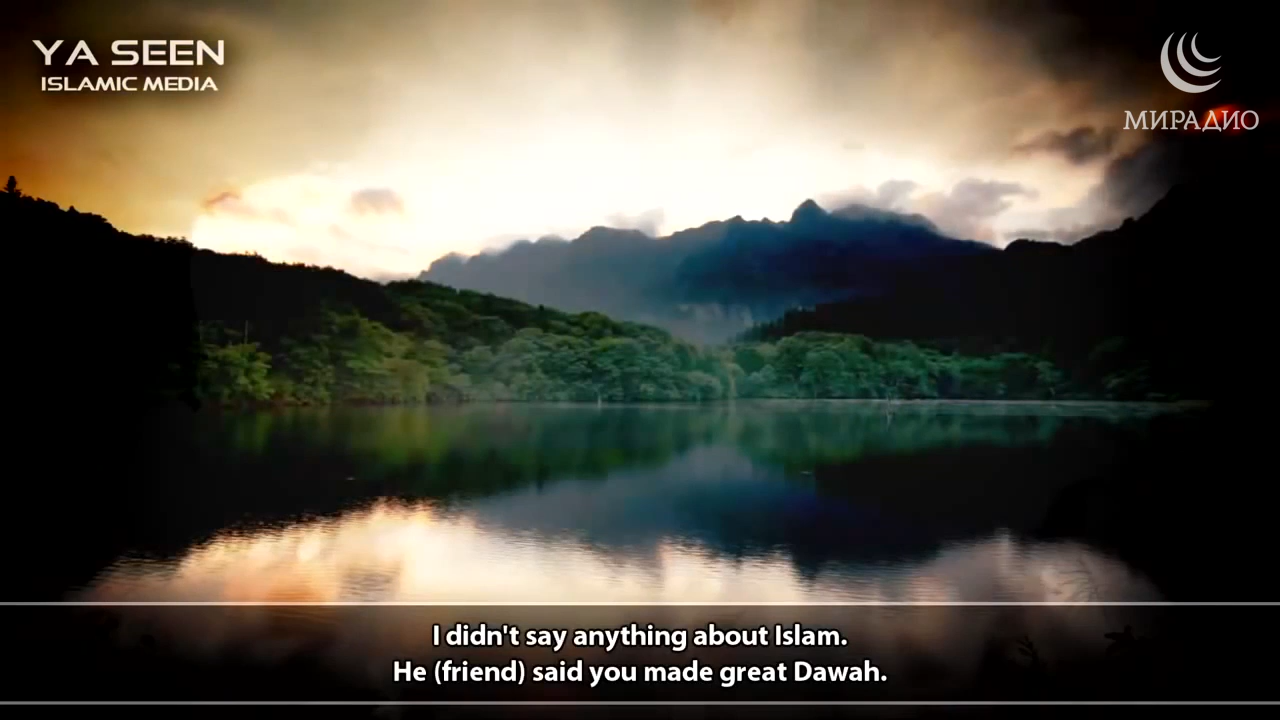 YA SEEN
ISLAMIC MEDIA
МИРАДИО
I didn't say anything about Islam.
He (friend) said you made great Dawah.